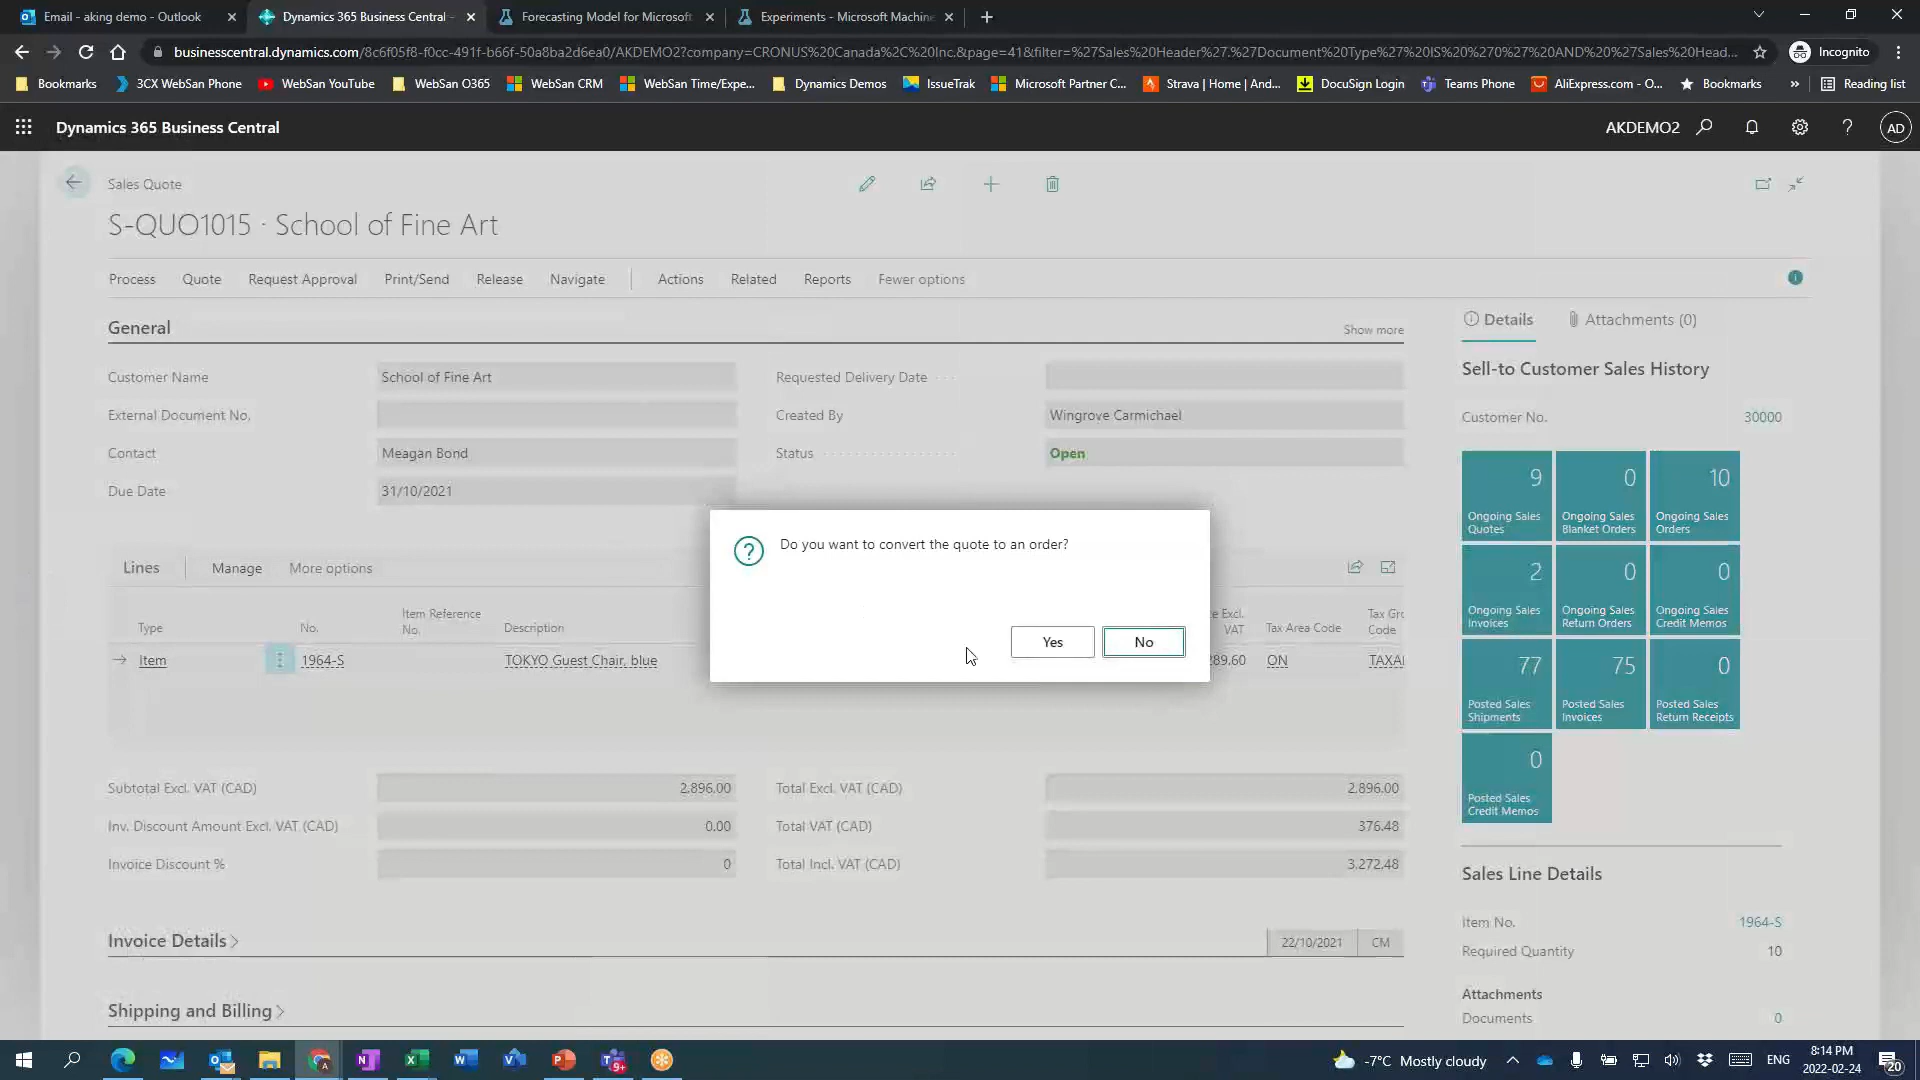 Email - aking demo - Outlook
Dynamics 365 Business Central -
Forecasting Model for Microsoft
Experiments - Microsoft Machine
businesscentral.dynamics.com/8c6f05f8-f0cc-491f-b66f-50a8ba2d6ea0/AKDEMO2?company=CRONUS%20Canada%2C%20Inc.&page=41&filter=%27Sales%20Header%27.%27Document%20Type%27%20IS%20%270%27%20AND%20%27Sales%20Head...
Incognito
Bookmarks
3CX WebSan Phone
WebSan YouTube
WebSan O365
WebSan CRM
WebSan Time/Expe...
Dynamics Demos
IssueTrak
Microsoft Partner C...
Strava | Home | And...
DocuSign Login
Teams Phone
AliExpress.com - O...
Bookmarks
»
Reading list
Dynamics 365 Business Central
AKDEMO2
?
AD
Sales Quote
S-QUO1015 · School of Fine Art
Process
Quote
Request Approval
Print/Send
Release
Navigate
Actions
Related
Reports
Fewer options
General
Show more
Customer Name
School of Fine Art
Requested Delivery Date
External Document No.
Created By
Wingrove Carmichael
Contact
Meagan Bond
Status
Open
Due Date
31/10/2021
Do you want to convert the quote to an order?
Yes
No
Lines
Manage
More options
Type
No.
Item Reference No.
Description
e Excl. VAT
Tax Area Code
Tax Gro Code
Item
1964-S
TOKYO Guest Chair, blue
289.60
ON
TAXA
Subtotal Excl. VAT (CAD)
2,896.00
Total Excl. VAT (CAD)
2,896.00
Inv. Discount Amount Excl. VAT (CAD)
0.00
Total VAT (CAD)
376.48
Invoice Discount %
0
Total Incl. VAT (CAD)
3,272.48
Invoice Details
22/10/2021
CM
Shipping and Billing
Details
Attachments (0)
Sell-to Customer Sales History
Customer No.
30000
9
Ongoing Sales Quotes
0
Ongoing Sales Blanket Orders
10
Ongoing Sales Orders
2
Ongoing Sales Invoices
0
Ongoing Sales Return Orders
0
Ongoing Sales Credit Memos
77
Posted Sales Shipments
75
Posted Sales Invoices
0
Posted Sales Return Receipts
0
Posted Sales Credit Memos
Sales Line Details
Item No.
1964-S
Required Quantity
10
Attachments
Documents
0
9+
-7°C Mostly cloudy
ENG
8:14 PM
2022-02-24
20